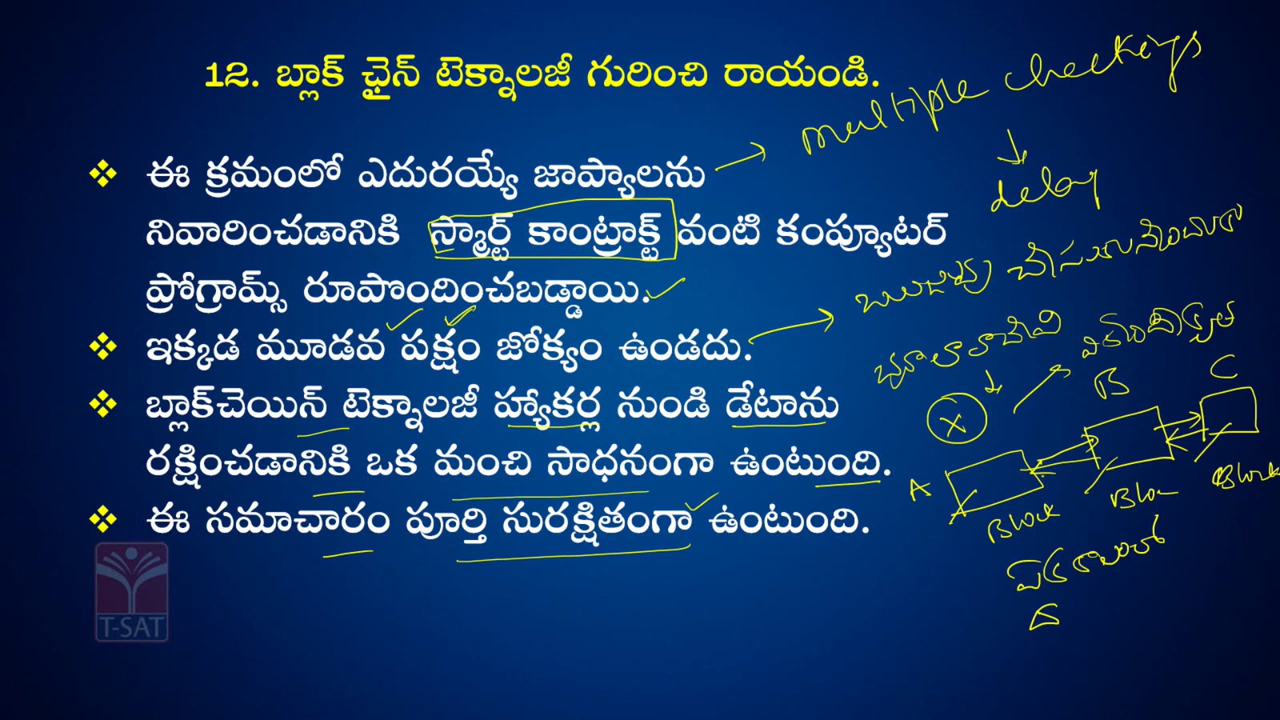 12. బ్లాక్ ఛైన్ టెక్నాలజీ గురించి రాయండి.
multiple checkings
delay
❖ ఈ క్రమంలో ఎదురయ్యే జాప్యాలను
నివారించడానికి స్మార్ట్ కాంట్రాక్ట్ వంటి కంప్యూటర్
ప్రోగ్రామ్స్ రూపొందించబడ్డాయి.
❖ ఇక్కడ మూడవ పక్షం జోక్యం ఉండదు.
❖ బ్లాక్‌చెయిన్ టెక్నాలజీ హ్యాకర్ల నుండి డేటాను
రక్షించడానికి ఒక మంచి సాధనంగా ఉంటుంది.
❖ ఈ సమాచారం పూర్తి సురక్షితంగా ఉంటుంది.
X
A
B
C
Block
Bloc
Block
T-SAT